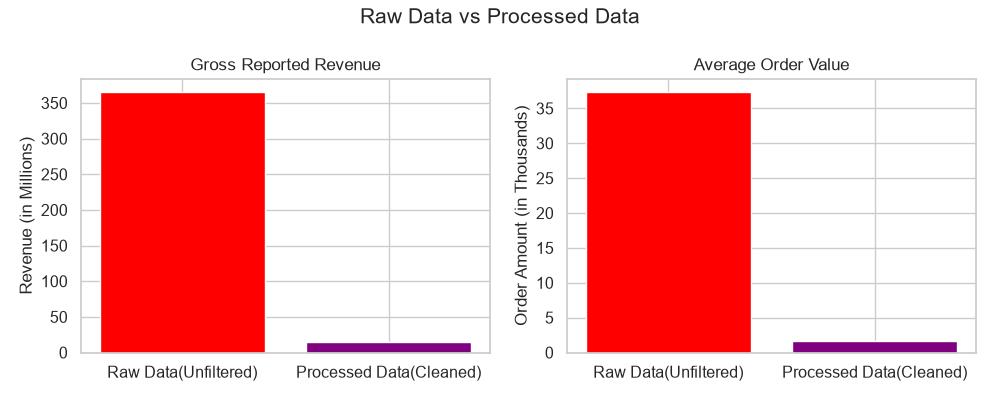 Raw Data vs Processed Data
Gross Reported Revenue
Revenue (in Millions)
350
300
250
200
150
100
50
0
Raw Data(Unfiltered)
Processed Data(Cleaned)
Average Order Value
Order Amount (in Thousands)
35
30
25
20
15
10
5
0
Raw Data(Unfiltered)
Processed Data(Cleaned)